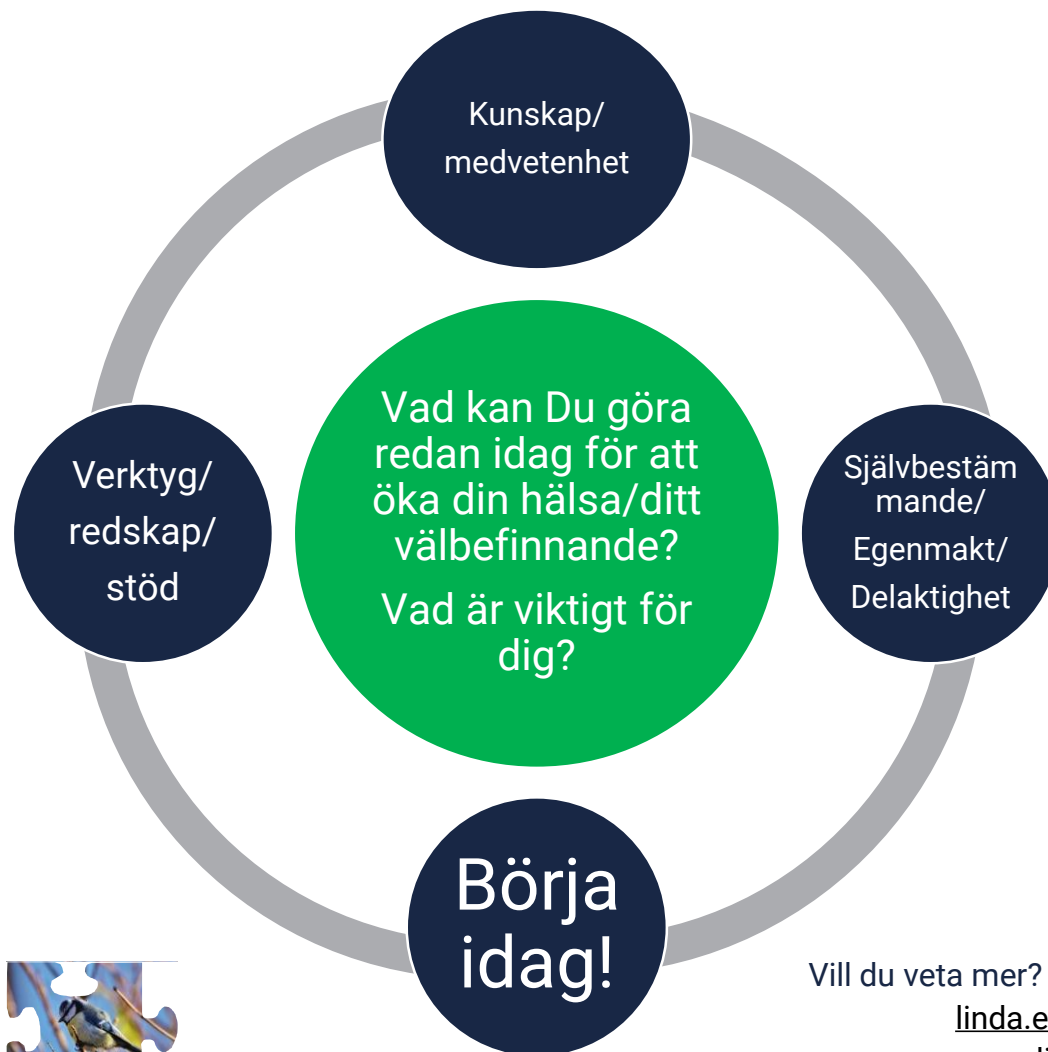 Kunskap/
medvetenhet
Vad kan Du göra
redan idag för att
öka din hälsa/ditt
välbefinnande?
Vad är viktigt för
dig?
Verktyg/
redskap/
stöd
Självbestäm
mande/
Egenmakt/
Delaktighet
Börja
idag!
Vill du veta mer?
linda.e